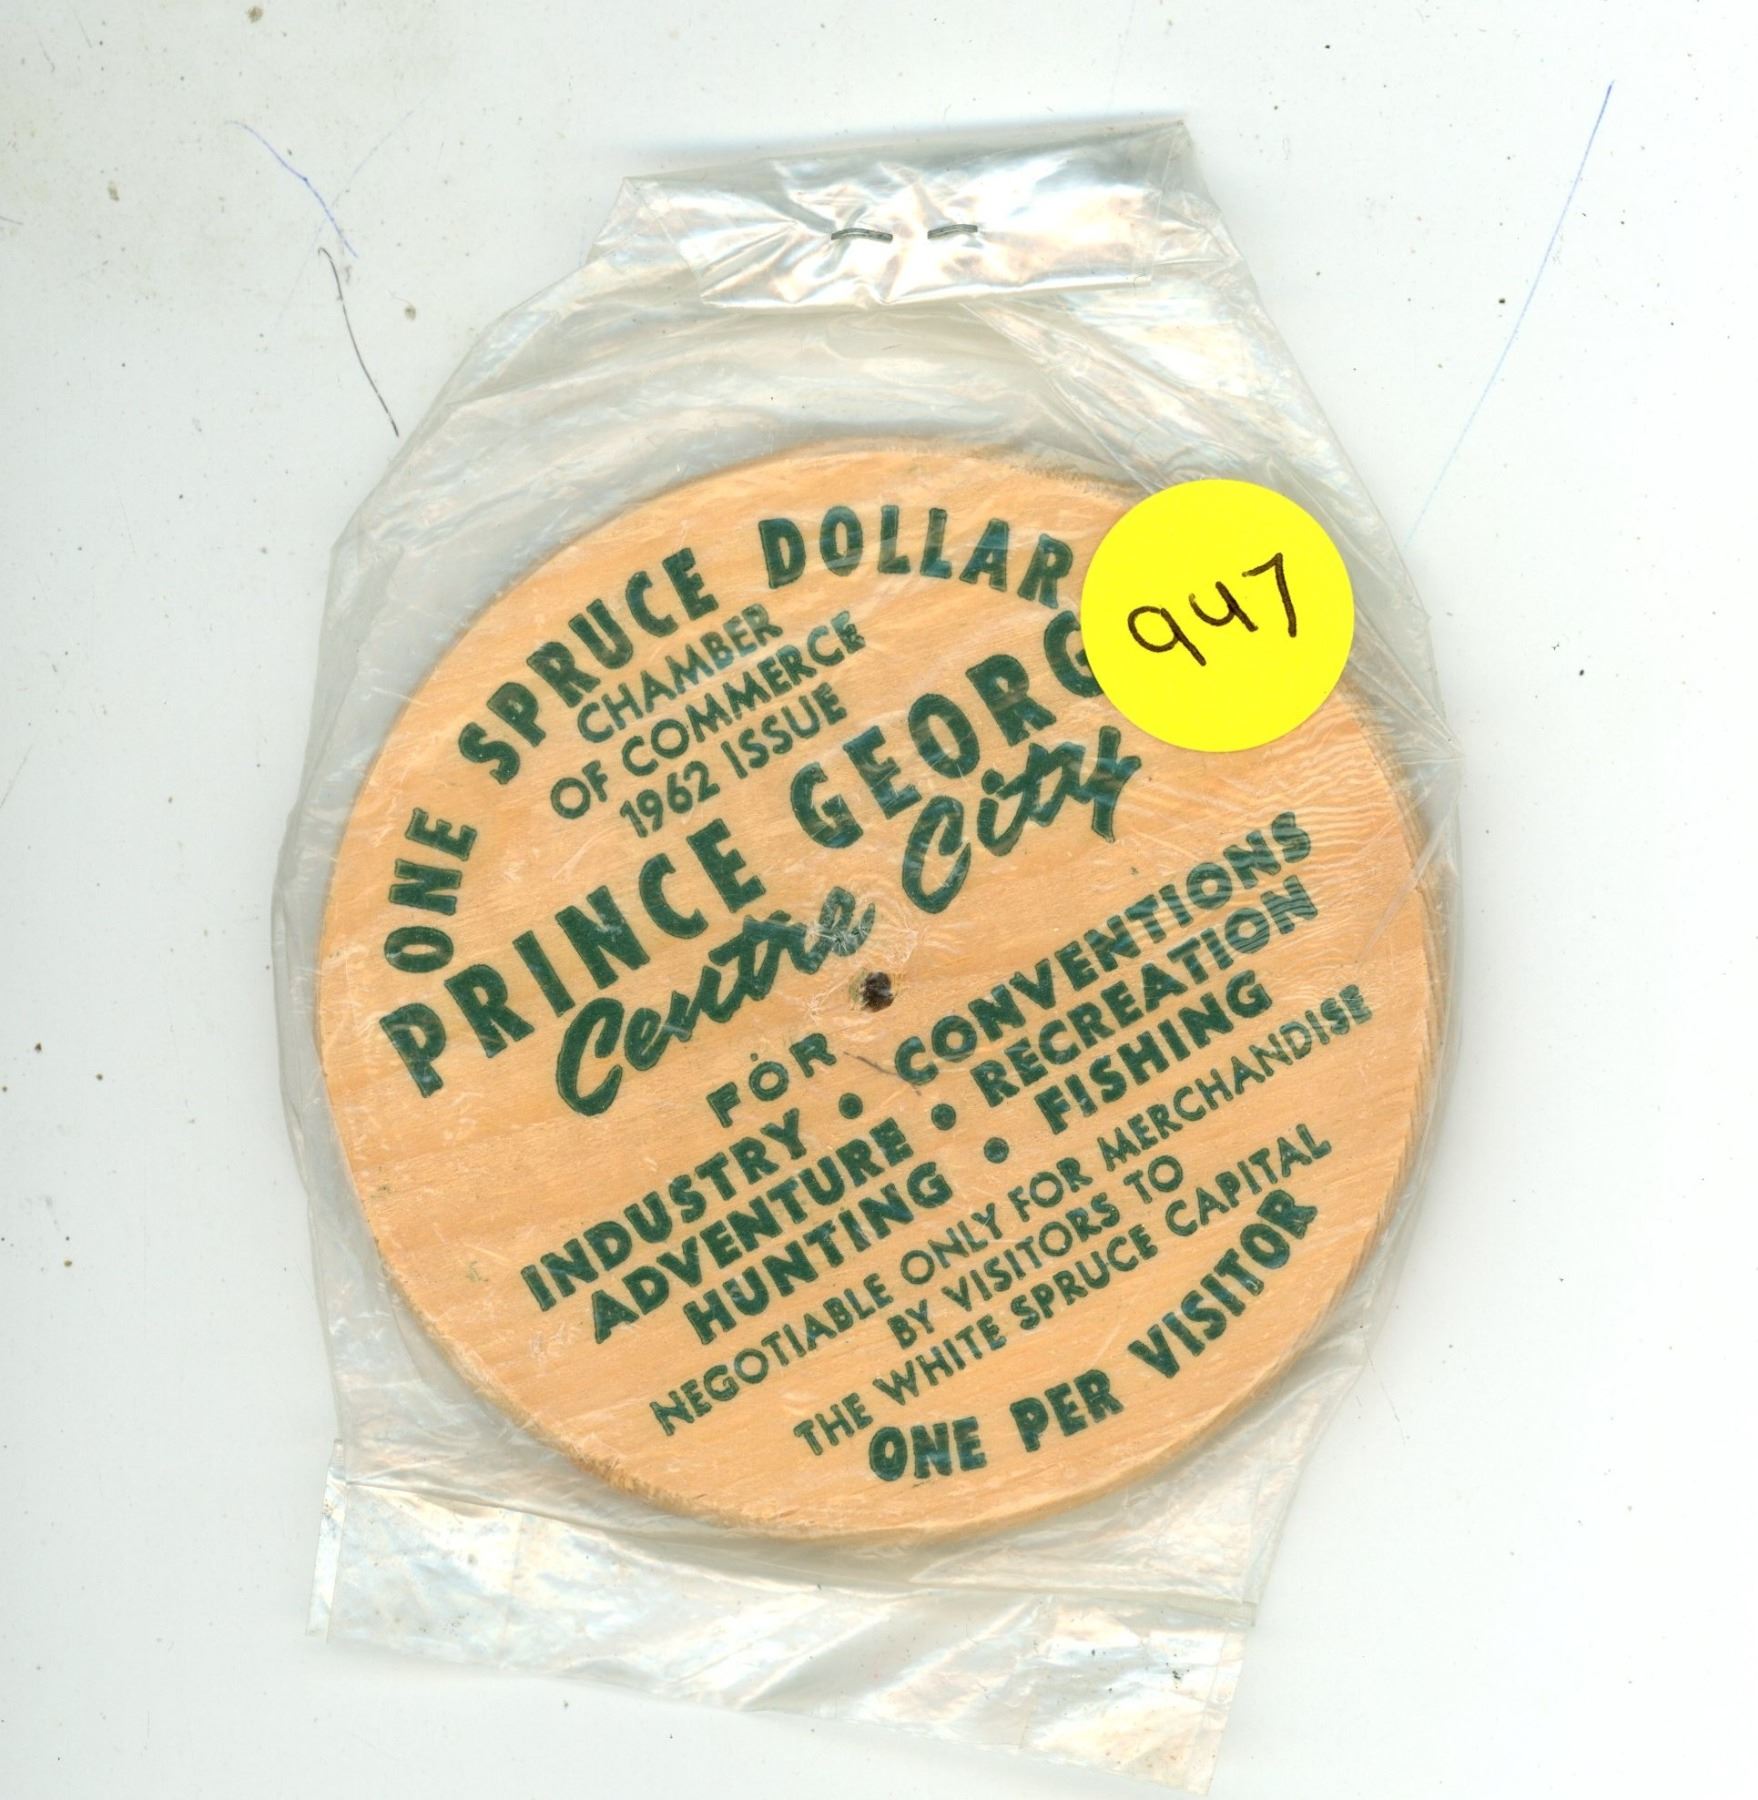 ONE SPRUCE DOLLAR
CHAMBER
OF COMMERCE
1962 ISSUE
PRINCE GEORG
Centre City
FOR
INDUSTRY • CONVENTIONS
ADVENTURE • RECREATION
HUNTING • FISHING
NEGOTIABLE ONLY FOR MERCHANDISE
BY VISITORS TO
THE WHITE SPRUCE CAPITAL
ONE PER VISITOR
947